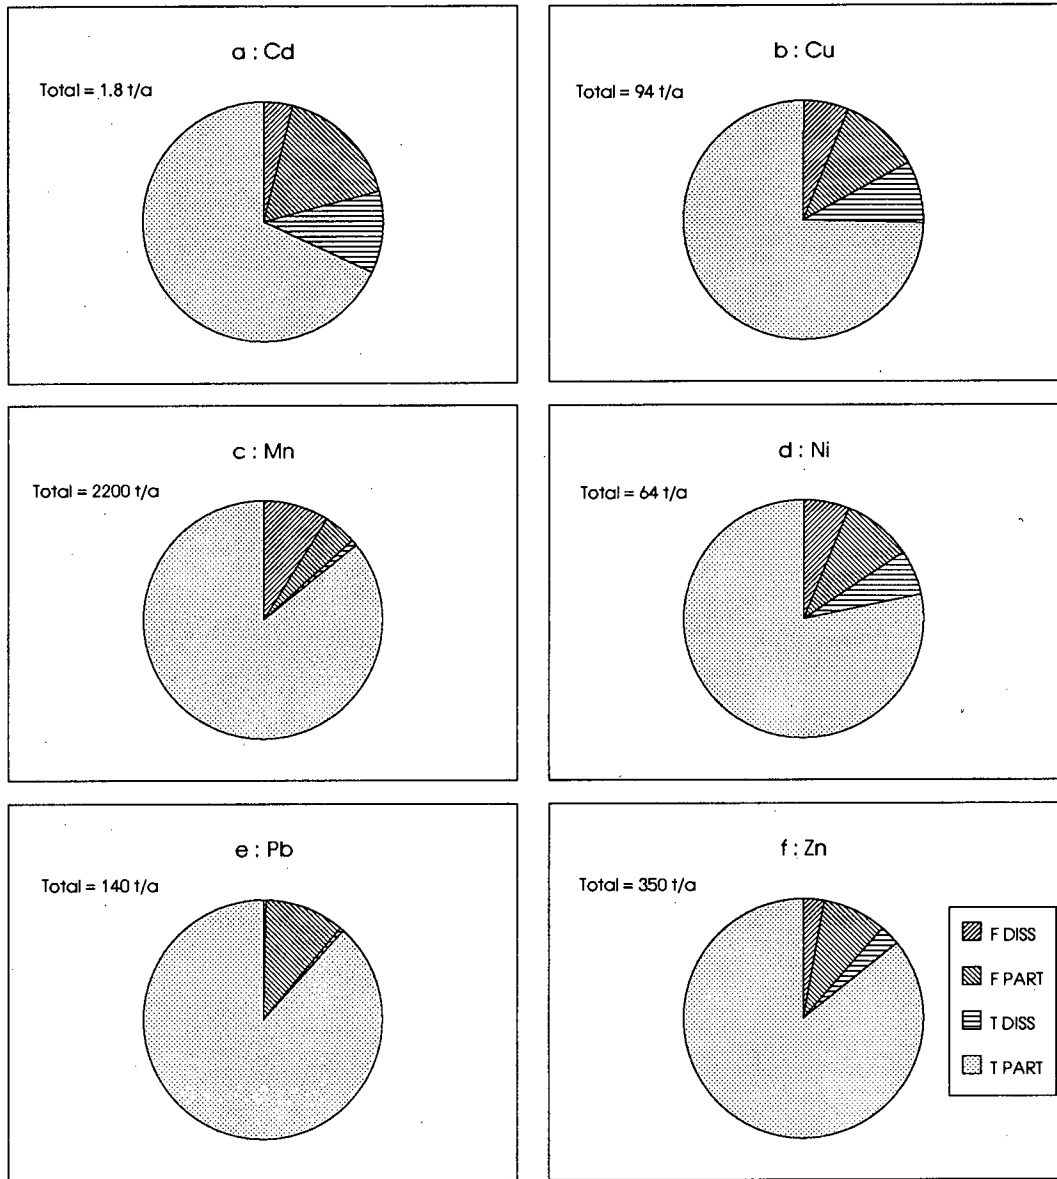 a : Cd
Total = 1.8 t/a
b : Cu
Total = 94 t/a
c : Mn
Total = 2200 t/a
d : Ni
Total = 64 t/a
e : Pb
Total = 140 t/a
f : Zn
Total = 350 t/a
F DISS
F PART
T DISS
T PART